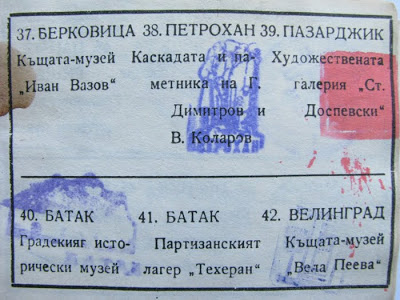 37. БЕРКОВИЦА 38. ПЕТРОХАН 39. ПАЗАРДЖИК
Къщата-музей Каскадата и па- Художествената
„Иван Вазов“ метника на Г. галерия „Ст.
Димитров и Доспевски“
В. Коларов
40. БАТАК 41. БАТАК 42. ВЕЛИНГРАД
Градският исто- Партизанският Къщата-музей
рически музей лагер „Техеран“ „Вела Пеева“